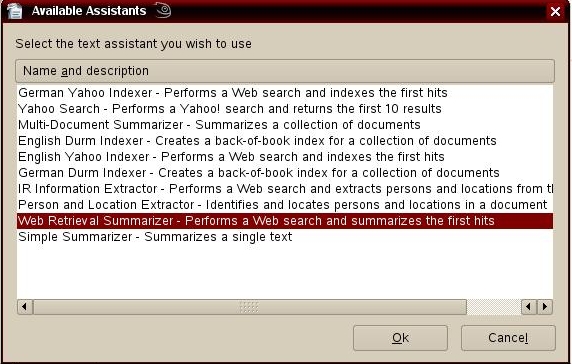 Available Assistants
Select the text assistant you wish to use
Name and description
German Yahoo Indexer - Performs a Web search and indexes the first hits
Yahoo Search - Performs a Yahoo! search and returns the first 10 results
Multi-Document Summarizer - Summarizes a collection of documents
English Durm Indexer - Creates a back-of-book index for a collection of documents
English Yahoo Indexer - Performs a Web search and indexes the first hits
German Durm Indexer - Creates a back-of-book index for a collection of documents
IR Information Extractor - Performs a Web search and extracts persons and locations from
Person and Location Extractor - Identifies and locates persons and locations in a document
Web Retrieval Summarizer - Performs a Web search and summarizes the first hits
Simple Summarizer - Summarizes a single text
Ok Cancel